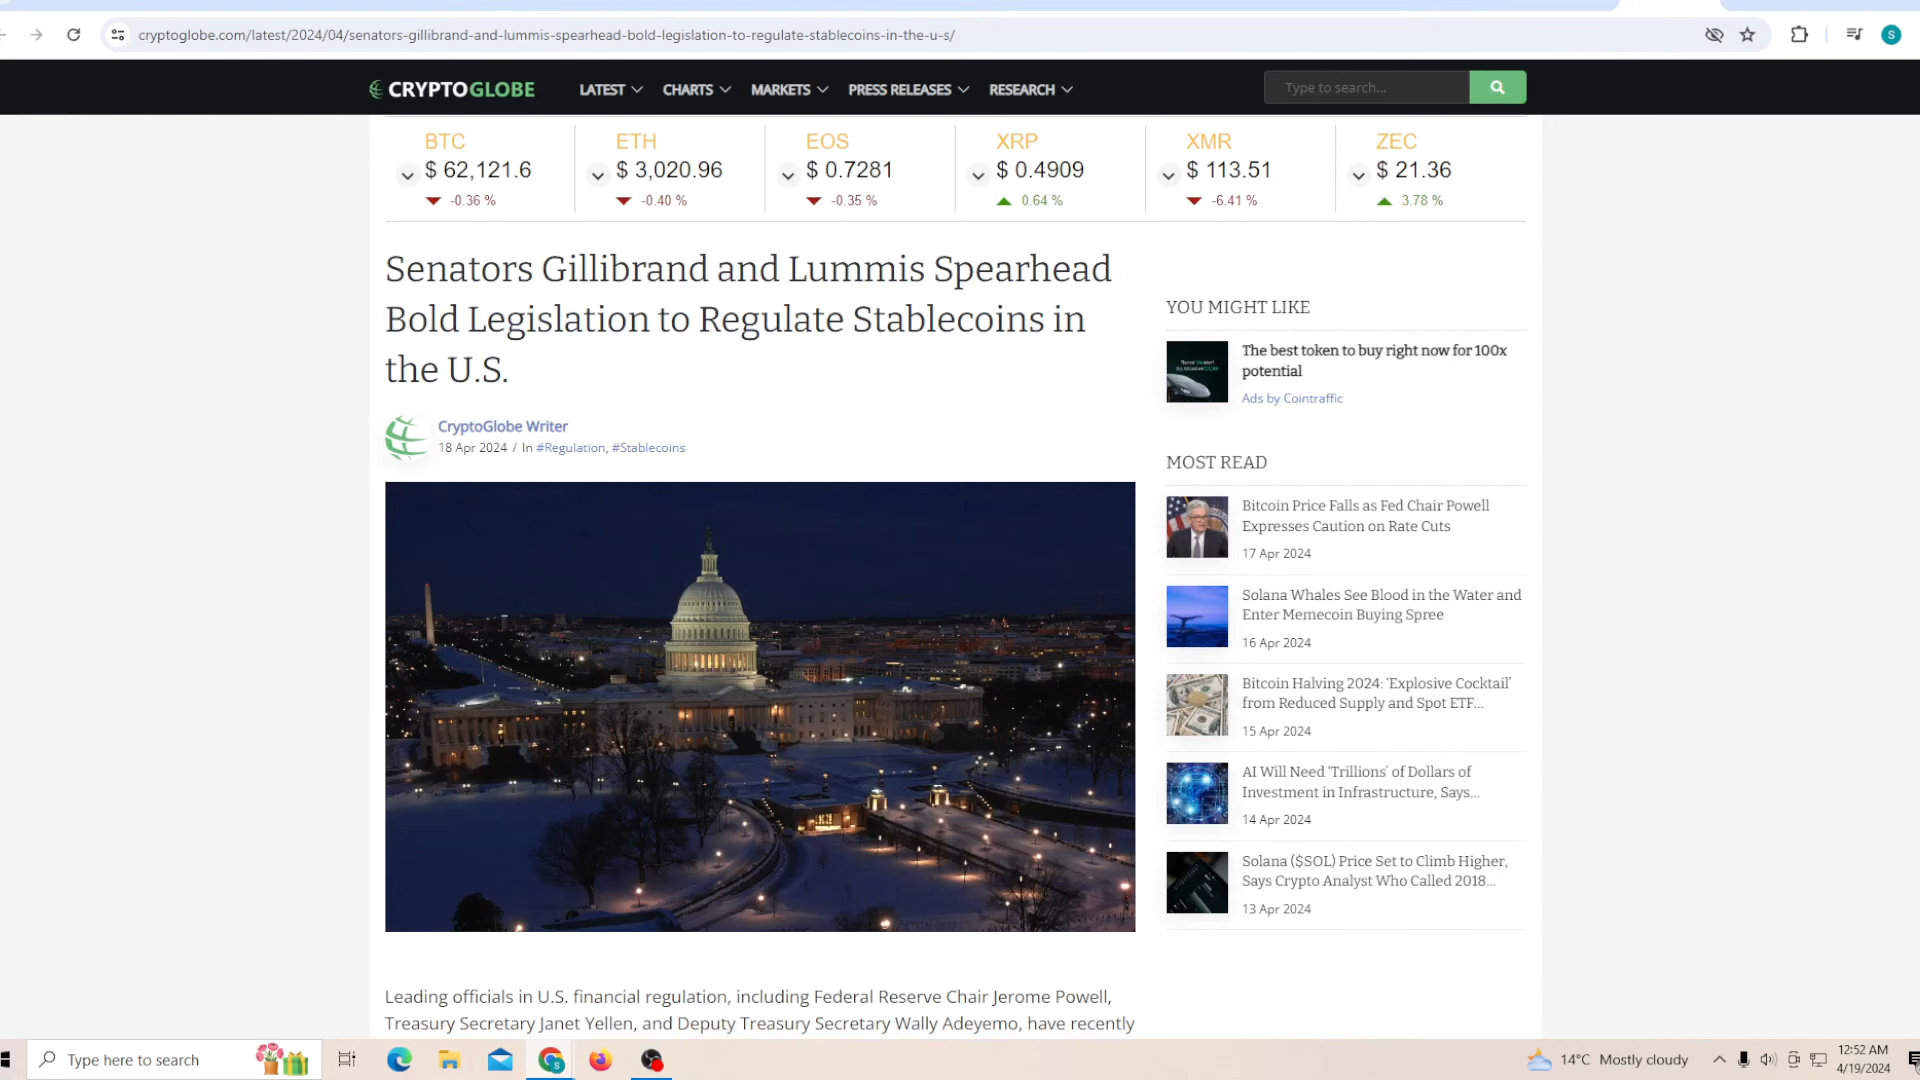 cryptoglobe.com/latest/2024/04/senators-gillibrand-and-lummis-spearhead-bold-legislation-to-regulate-stablecoins-in-the-u-s/
S
CRYPTOGLOBE
LATEST
CHARTS
MARKETS
PRESS RELEASES
RESEARCH
Type to search...
BTC
$ 62,121.6
-0.36 %
ETH
$ 3,020.96
-0.40 %
EOS
$ 0.7281
-0.35 %
XRP
$ 0.4909
0.64 %
XMR
$ 113.51
-6.41 %
ZEC
$ 21.36
3.78 %
Senators Gillibrand and Lummis Spearhead
Bold Legislation to Regulate Stablecoins in
the U.S.
CryptoGlobe Writer
18 Apr 2024 / In #Regulation, #Stablecoins
Leading officials in U.S. financial regulation, including Federal Reserve Chair Jerome Powell,
Treasury Secretary Janet Yellen, and Deputy Treasury Secretary Wally Adeyemo, have recently
YOU MIGHT LIKE
The best token to buy right now for 100x
potential
Ads by Cointraffic
MOST READ
Bitcoin Price Falls as Fed Chair Powell
Expresses Caution on Rate Cuts
17 Apr 2024
Solana Whales See Blood in the Water and
Enter Memecoin Buying Spree
16 Apr 2024
Bitcoin Halving 2024: ‘Explosive Cocktail’
from Reduced Supply and Spot ETF...
15 Apr 2024
AI Will Need ‘Trillions’ of Dollars of
Investment in Infrastructure, Says...
14 Apr 2024
Solana ($SOL) Price Set to Climb Higher,
Says Crypto Analyst Who Called 2018...
13 Apr 2024
Type here to search
14°C Mostly cloudy
12:52 AM
4/19/2024